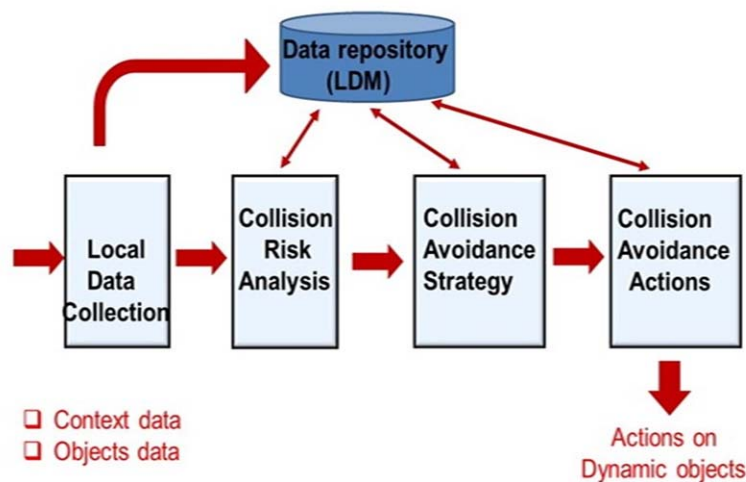 Data repository
(LDM)
Local
Data
Collection
Collision
Risk
Analysis
Collision
Avoidance
Strategy
Collision
Avoidance
Actions
❑ Context data
❑ Objects data
Actions on
Dynamic objects